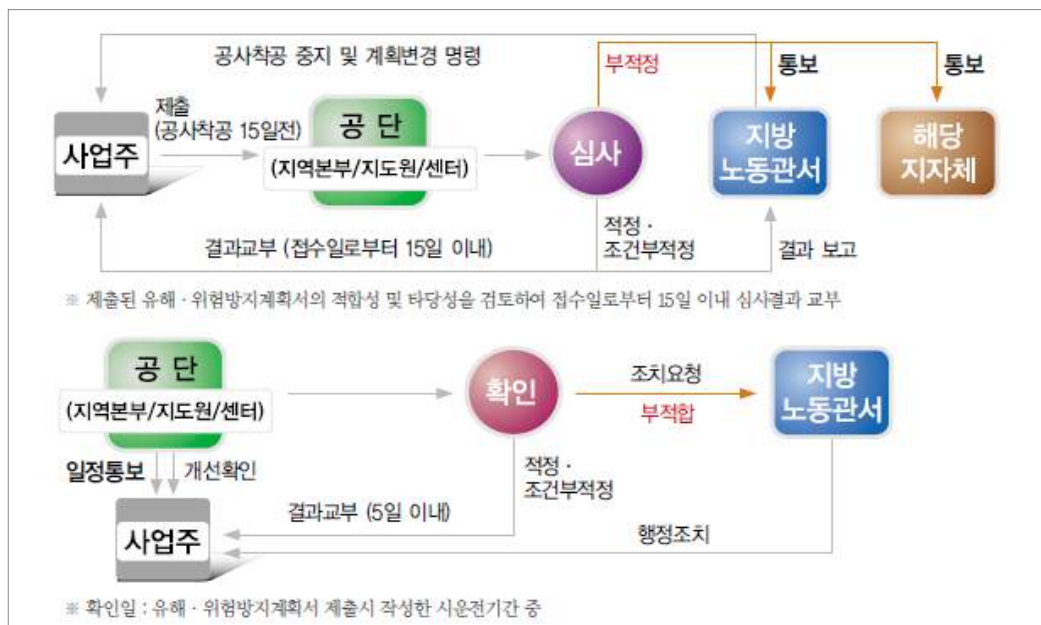 공사착공 중지 및 계획변경 명령
부적정
통보
통보
제출
(공사착공 15일전)
사업주
공 단
(지역본부/지도원/센터)
심사
지방
노동관서
해당
지자체
적정 ·
조건부적정
결과교부 (접수일로부터 15일 이내)
결과 보고
※ 제출된 유해 · 위험방지계획서의 적합성 및 타당성을 검토하여 접수일로부터 15일 이내 심사결과 교부
공 단
(지역본부/지도원/센터)
확인
조치요청
부적합
지방
노동관서
일정통보
개선확인
적정 ·
조건부적정
결과교부 (5일 이내)
사업주
행정조치
※ 확인일 : 유해 · 위험방지계획서 제출시 작성한 시운전기간 중